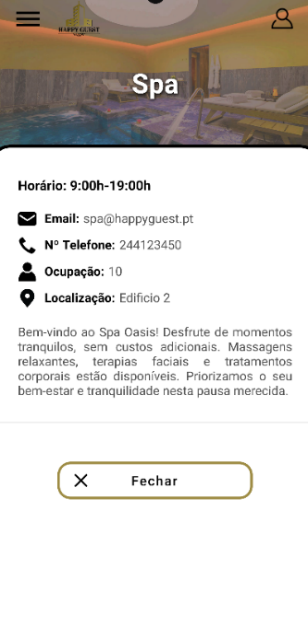 HAPPY GUEST
Spa
Horário: 9:00h-19:00h
Email: spa@happyguest.pt
Nº Telefone: 244123450
Ocupação: 10
Localização: Edificio 2
Bem-vindo ao Spa Oasis! Desfrute de momentos
tranquilos, sem custos adicionais. Massagens
relaxantes, terapias faciais e tratamentos
corporais estão disponíveis. Priorizamos o seu
bem-estar e tranquilidade nesta pausa merecida.
Fechar